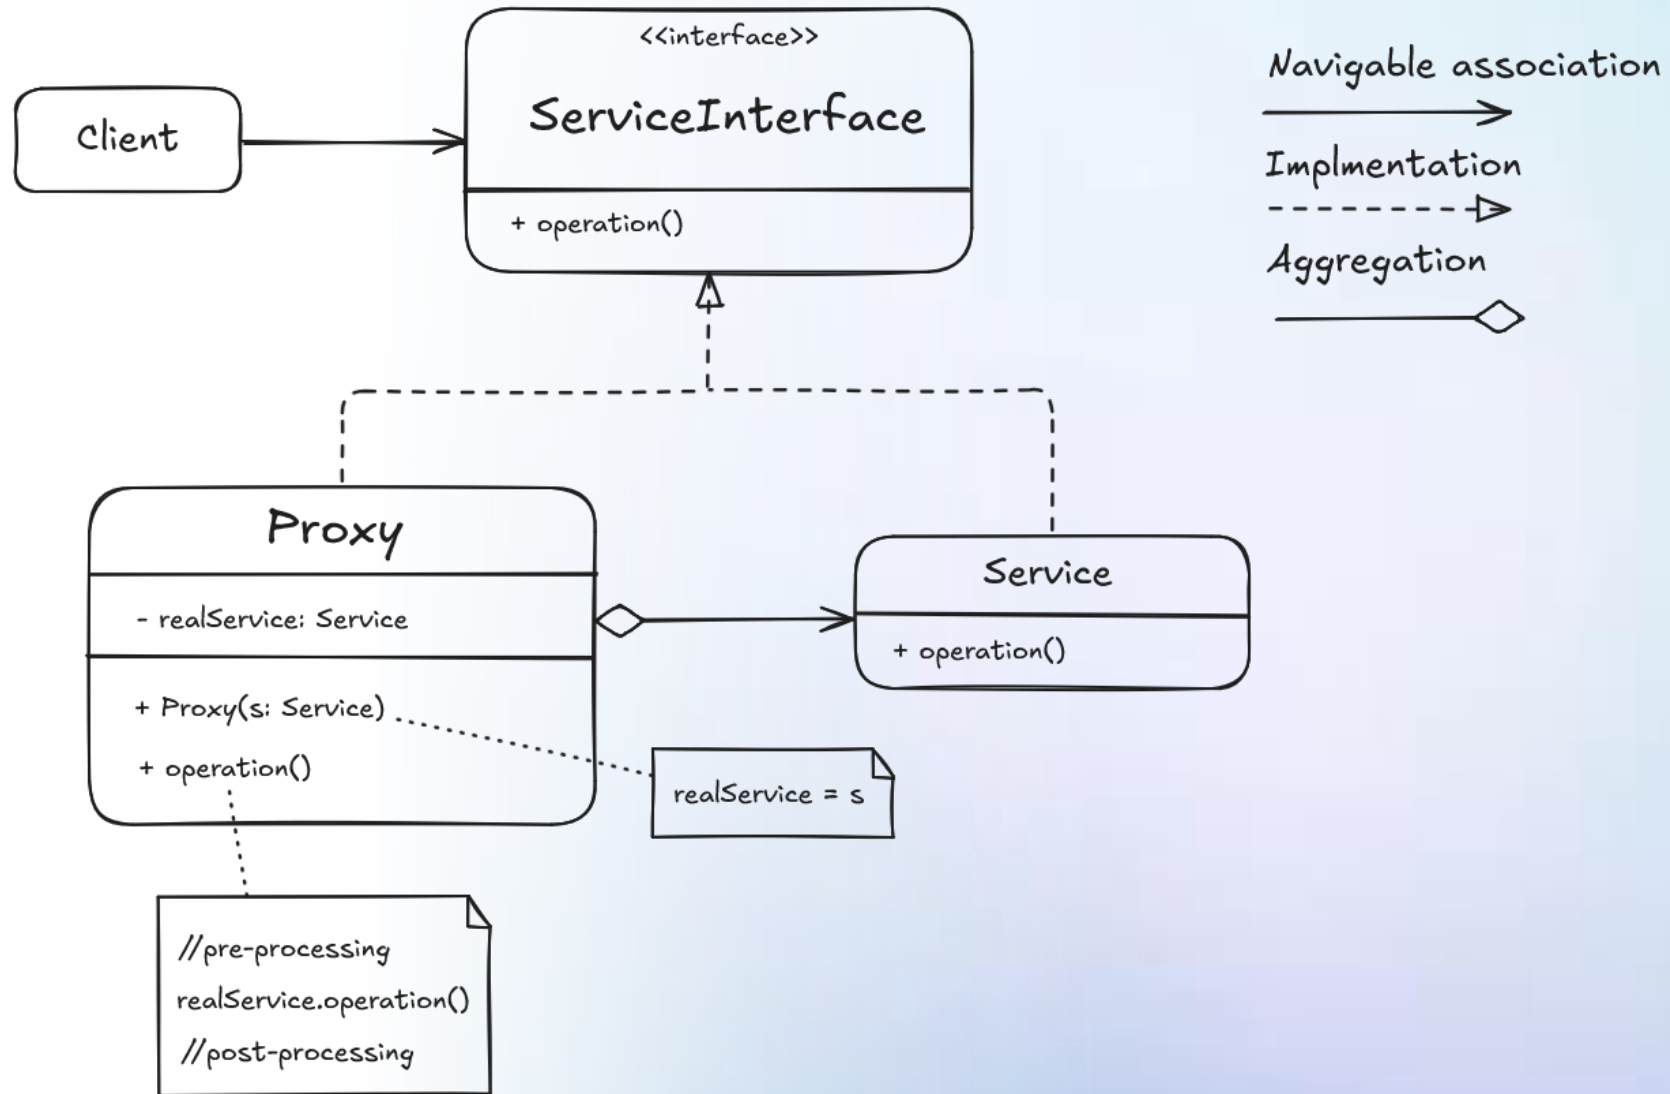 <<interface>>
ServiceInterface
+ operation()
Client
Navigable association
Implmentation
Aggregation
Proxy
- realService: Service
+ Proxy(s: Service)
+ operation()
Service
+ operation()
realService = s
//pre-processing
realService.operation()
//post-processing